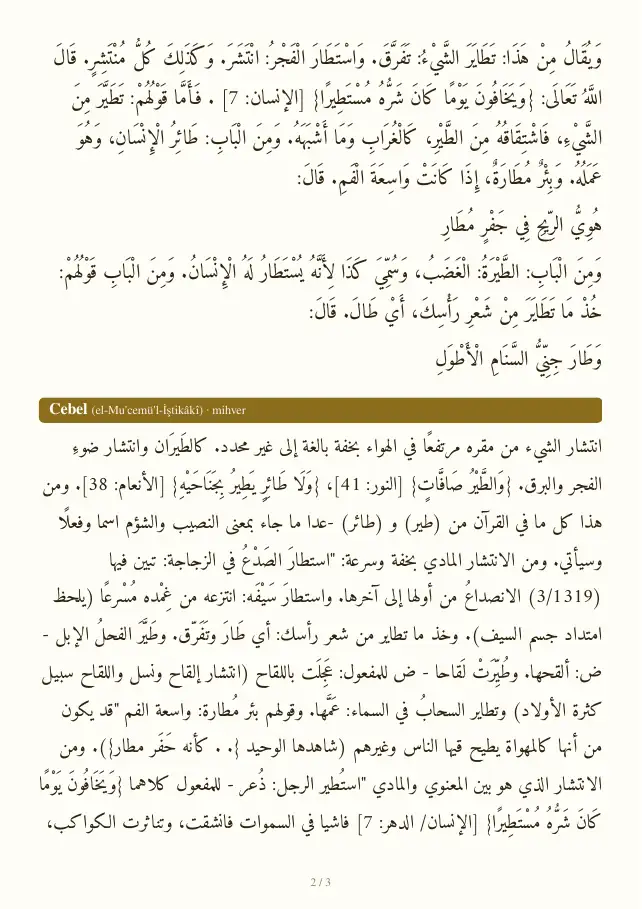 وَيُقَالُ مِنْ هَذَا: تَطَايَرَ الشَّيْءُ: تَفَرَّقَ. وَاسْتَطَارَ الْفَجْرُ: انْتَشَرَ. وَكَذَلِكَ كُلُّ مُنْتَشِرٍ. قَالَ
اللَّهُ تَعَالَى: {وَيَخَافُونَ يَوْمًا كَانَ شَرُّهُ مُسْتَطِيرًا} [الإنسان: 7] . فَأَمَّا قَوْلُهُمْ: تَطَيَّرَ مِنَ
الشَّيْءِ، فَاشْتِقَاقُهُ مِنَ الطَّيْرِ، كَالْغُرَابِ وَمَا أَشْبَهَهُ. وَمِنَ الْبَابِ: طَائِرُ الْإِنْسَانِ، وَهُوَ
عَمَلُهُ. وَبِئْرٌ مُطَارَةٌ، إِذَا كَانَتْ وَاسِعَةَ الْفَمِ. قَالَ:
هُوِيُّ الرِّيحِ فِي جَفْرٍ مُطَارِ
وَمِنَ الْبَابِ: الطَّيْرَةُ: الْغَضَبُ، وَسُمِّيَ كَذَا لِأَنَّهُ يُسْتَطَارُ لَهُ الْإِنْسَانُ. وَمِنَ الْبَابِ قَوْلُهُمْ:
خُذْ مَا تَطَايَرَ مِنْ شَعْرِ رَأْسِكَ، أَيْ طَالَ. قَالَ:
وَطَارَ جِنِّيُّ السَّنَامِ الْأَطْوَلِ
Cebel (el-Mu'cemü'l-İştikâkî) · mihver
انتشار الشيء من مقره مرتفعًا في الهواء بخفة بالغة إلى غير محدد. كالطَيَرَان وانتشار ضوءِ
الفجر والبرق. {وَالطَّيْرُ صَافَّاتٍ} [النور: 41]، {وَلَا طَائِرٍ يَطِيرُ بِجَنَاحَيْهِ} [الأنعام: 38]. ومن
هذا كل ما في القرآن من (طير) و (طائر) -عدا ما جاء بمعنى النصيب والشؤم اسما وفعلًا
وسيأتي. ومن الانتشار المادي بخفة وسرعة: "استطارَ الصَدْعُ في الزجاجة: تبين فيها
(3/1319) الانصداعُ من أولها إلى آخرها. واستطارَ سَيْفَه: انتزعه من غِمْده مُسْرعًا (يلحظ
امتداد جسم السيف). وخذ ما تطاير من شعر رأسك: أي طَارَ وتَفَرّق. وطَيَّرَ الفحلُ الإبل -
ض: ألقحها. وطُيِّرَتْ لَقاحا - ض للمفعول: عَجِلَت باللقاح (انتشار إلقاح ونسل واللقاح سبيل
كثرة الأولاد) وتطاير السحابُ في السماء: عَمَّها. وقولهم بئر مُطارة: واسعة الفم "قد يكون
من أنها كالمهواة يطيح فيها الناس وغيرهم (شاهدها الوحيد }. . كأنه حَفَر مطار}). ومن
الانتشار الذي هو بين المعنوي والمادي "استُطير الرجل: ذُعر - للمفعول كلاهما {وَيَخَافُونَ يَوْمًا
كَانَ شَرُّهُ مُسْتَطِيرًا} [الإنسان/ الدهر: 7] فاشيا في السموات فانشقت، وتناثرت الكواكب،
2 / 3